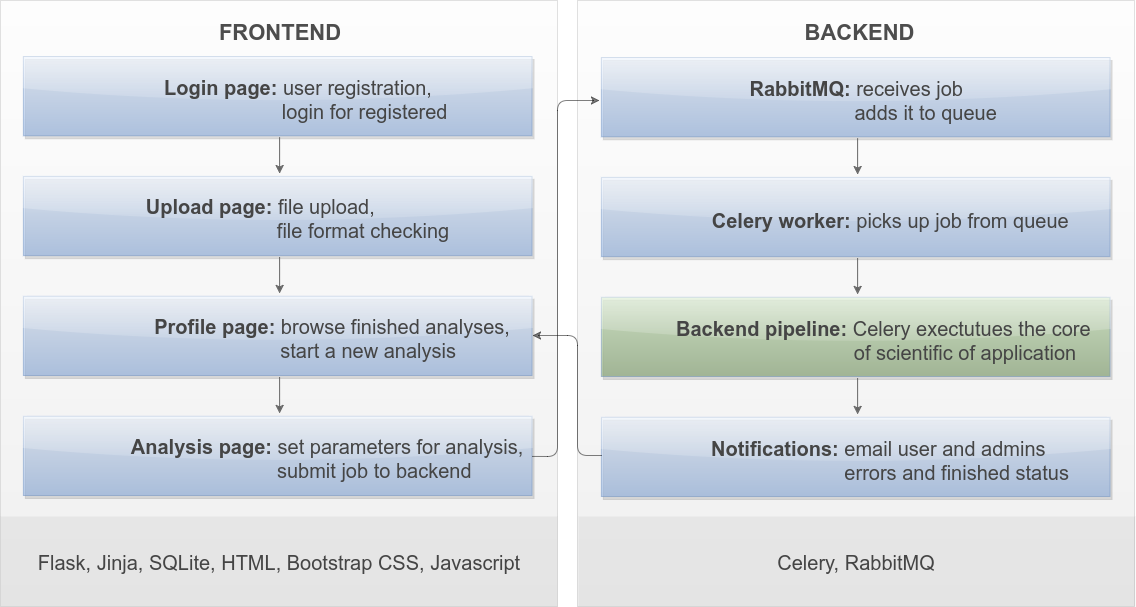 FRONTEND
Login page: user registration,
login for registered
Upload page: file upload,
file format checking
Profile page: browse finished analyses,
start a new analysis
Analysis page: set parameters for analysis,
submit job to backend
Flask, Jinja, SQLite, HTML, Bootstrap CSS, Javascript
BACKEND
RabbitMQ: receives job
adds it to queue
Celery worker: picks up job from queue
Backend pipeline: Celery exectutues the core
of scientific of application
Notifications: email user and admins
errors and finished status
Celery, RabbitMQ